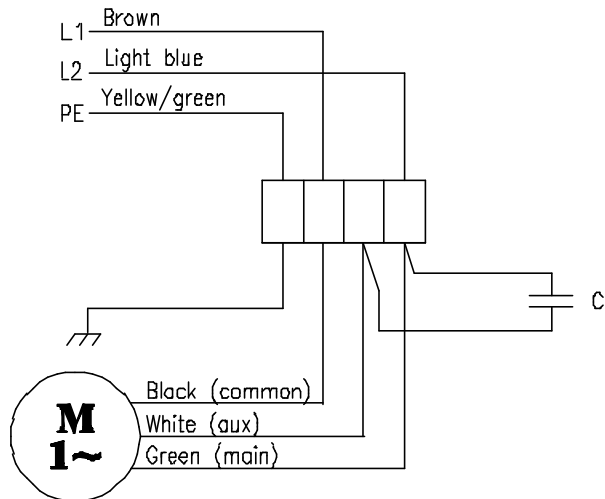 L1 Brown
L2 Light blue
PE Yellow/green
C
Black (common)
White (aux)
Green (main)
M
1~